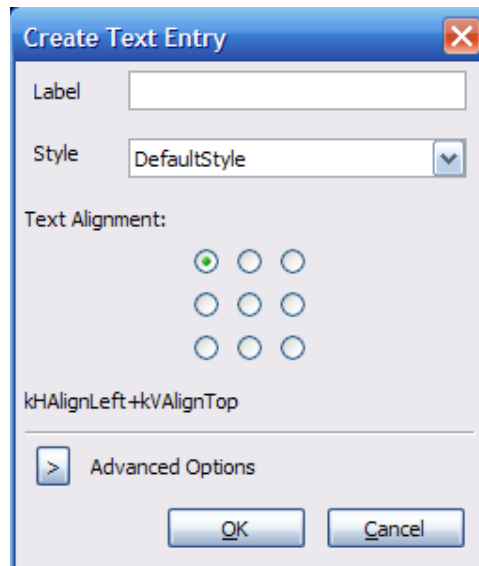 Create Text Entry
Label
Style DefaultStyle
Text Alignment:
kHAlignLeft+kVAlignTop
> Advanced Options
OK Cancel